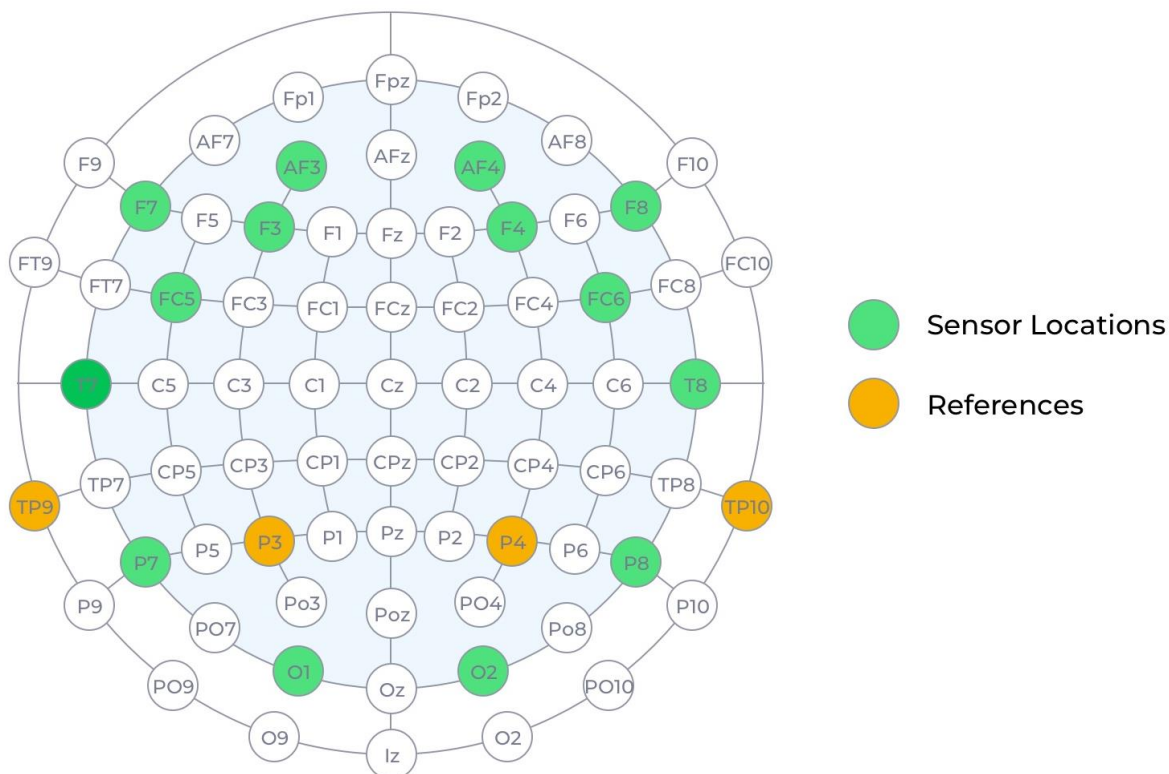 Fpz
Fp1
Fp2
AF7
AF8
AFz
F9
F10
AF3
AF4
F7
F5
F3
F1
Fz
F2
F4
F6
F8
FT9
FC10
FT7
FC5
FC3
FC1
FCz
FC2
FC4
FC6
FC8
Sensor Locations
T7
C5
C3
C1
Cz
C2
C4
C6
T8
References
TP7
CP5
CP3
CP1
CPz
CP2
CP4
CP6
TP8
TP9
TP10
P7
P5
P3
P1
Pz
P2
P4
P6
P8
P9
Po3
Poz
PO4
P10
PO7
Po8
PO9
O1
Oz
O2
PO10
O9
Iz
O2